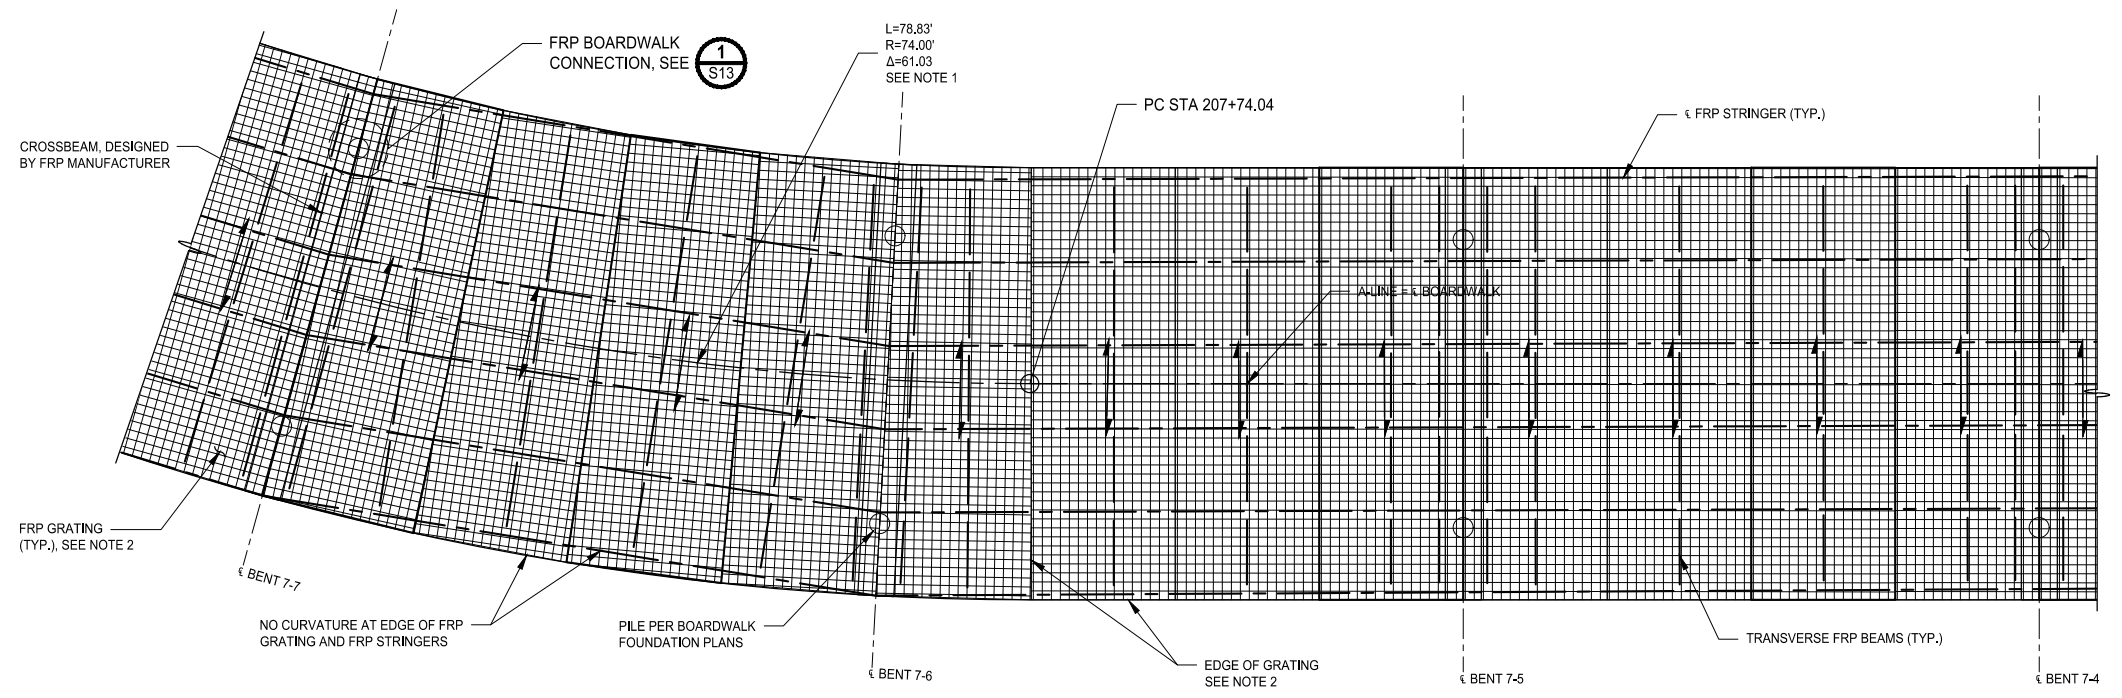 FRP BOARDWALK
CONNECTION, SEE
1
S13
L=78.83'
R=74.00'
Δ=61.03
SEE NOTE 1
PC STA 207+74.04
℄ FRP STRINGER (TYP.)
CROSSBEAM, DESIGNED
BY FRP MANUFACTURER
A-LINE = ℄ BOARDWALK
FRP GRATING
(TYP.), SEE NOTE 2
℄ BENT 7-7
NO CURVATURE AT EDGE OF FRP
GRATING AND FRP STRINGERS
PILE PER BOARDWALK
FOUNDATION PLANS
℄ BENT 7-6
EDGE OF GRATING
SEE NOTE 2
℄ BENT 7-5
TRANSVERSE FRP BEAMS (TYP.)
℄ BENT 7-4